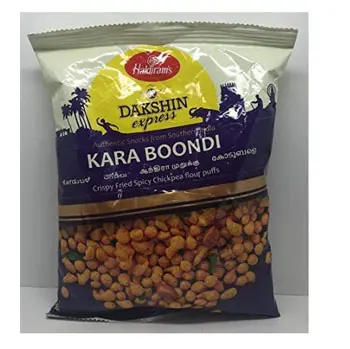 Haldiram's
DAKSHIN
express
Authentic Snacks from Southern India
KARA BOONDI
Crispy Fried Spicy Chickpea flour puffs